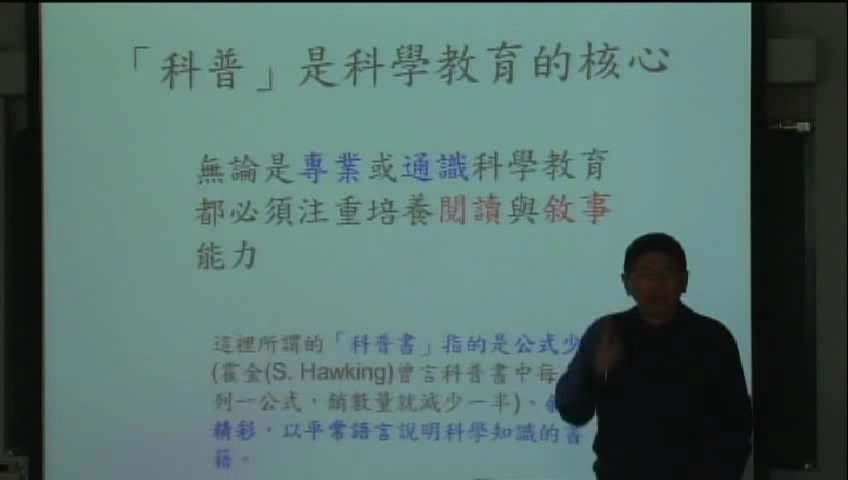 「科普」是科學教育的核心
無論是專業或通識科學教育
都必須注重培養閱讀與敘事
能力
這裡所謂的「科普書」指的是公式少
(霍金(S. Hawking)曾言科普書中每
列一公式，銷數量就減少一半)、
精彩，以平常語言說明科學知識的書
籍。